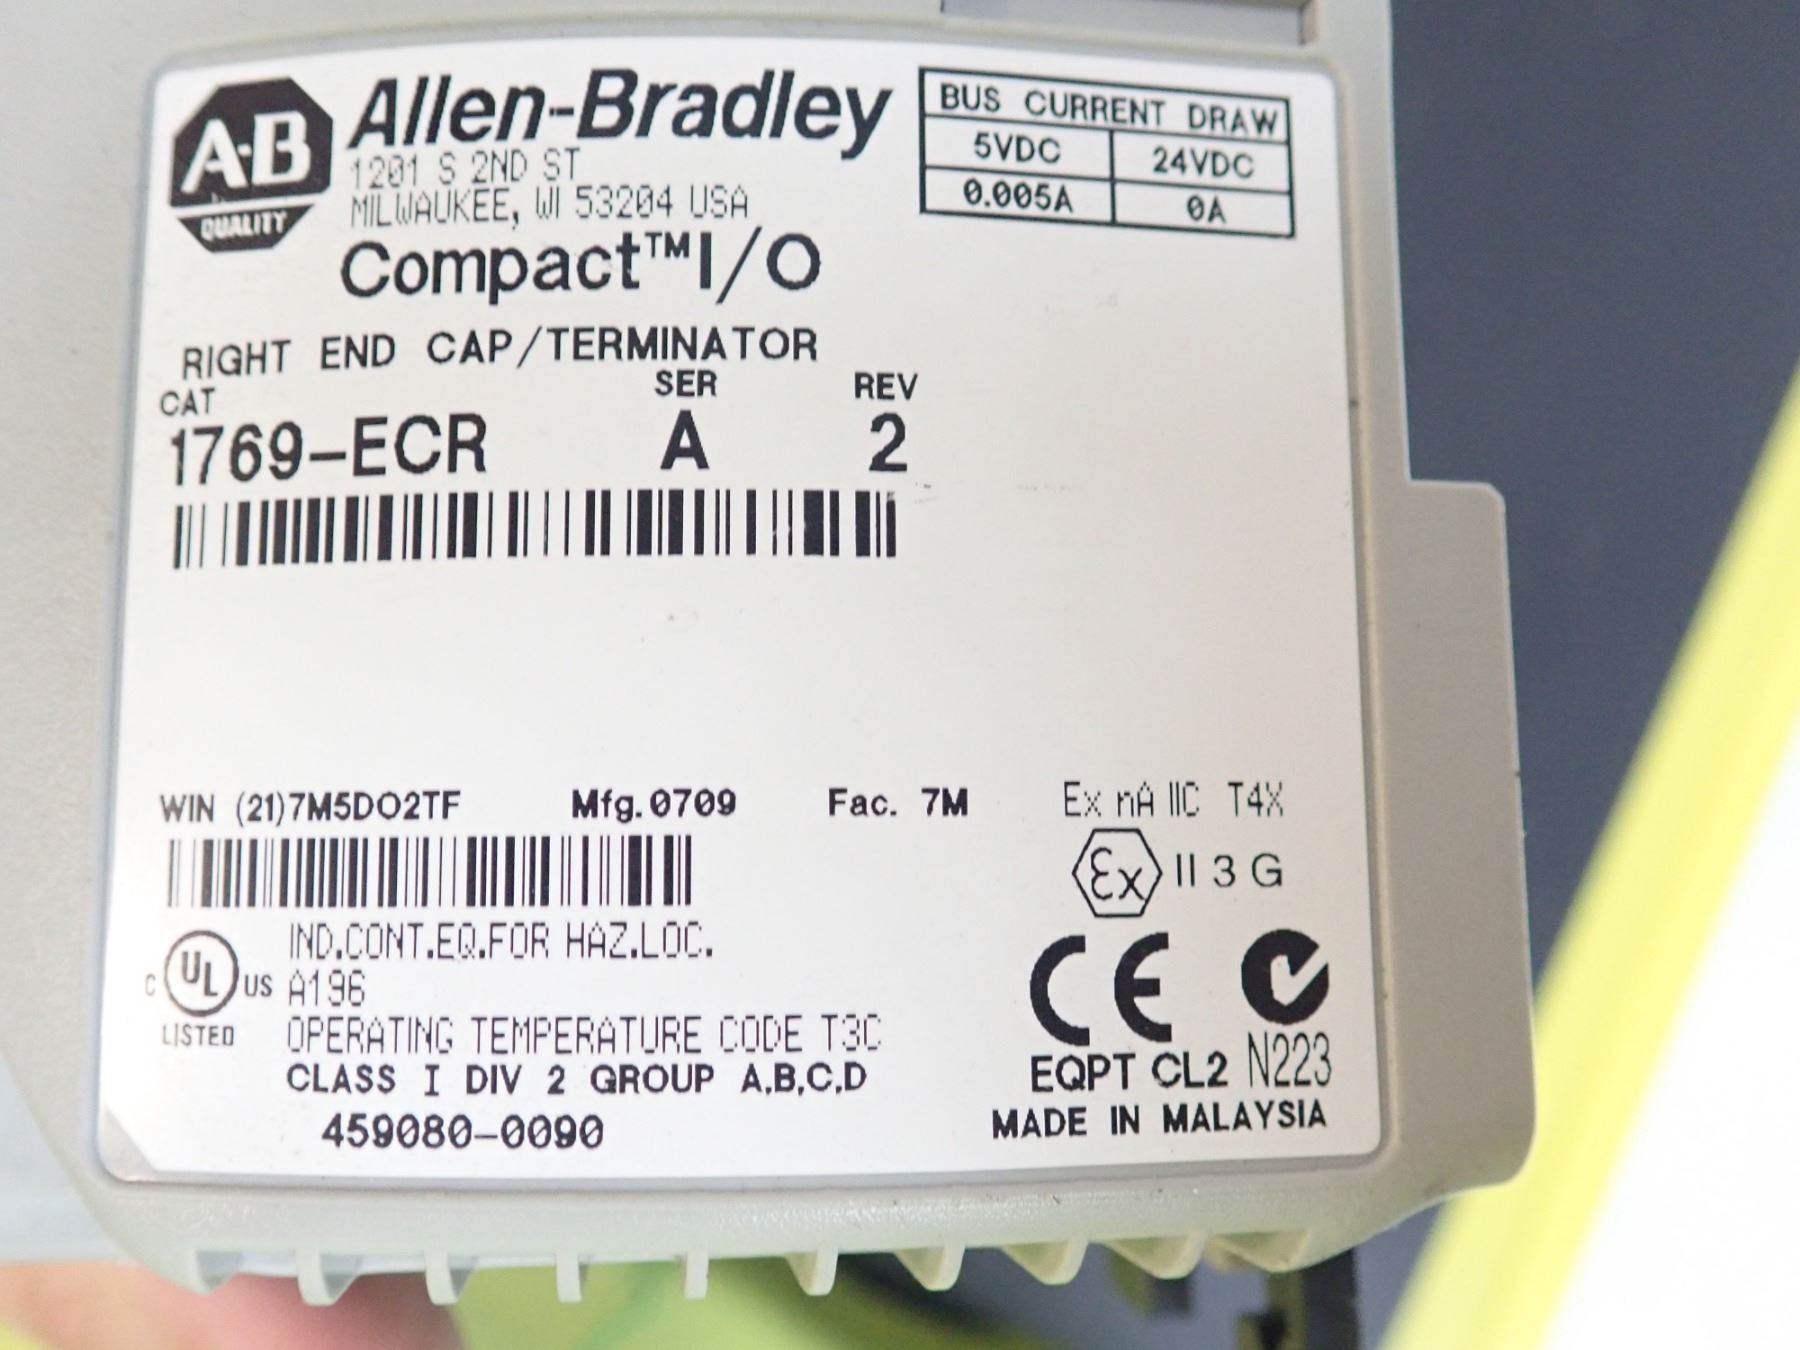 A-B
QUALITY
Allen-Bradley
1201 S 2ND ST
MILWAUKEE, WI 53204 USA
Compact™I/O
BUS CURRENT DRAW
5VDC 24VDC
0.005A 0A
RIGHT END CAP/TERMINATOR
CAT SER REV
1769-ECR A 2
WIN (21)7M5DO2TF Mfg.0709 Fac. 7M
Ex nA IIC T4X
Ex II 3 G
C UL US
LISTED
IND.CONT.EQ.FOR HAZ.LOC.
A196
OPERATING TEMPERATURE CODE T3C
CLASS I DIV 2 GROUP A,B,C,D
459080-0090
CE
EQPT CL2 N223
MADE IN MALAYSIA